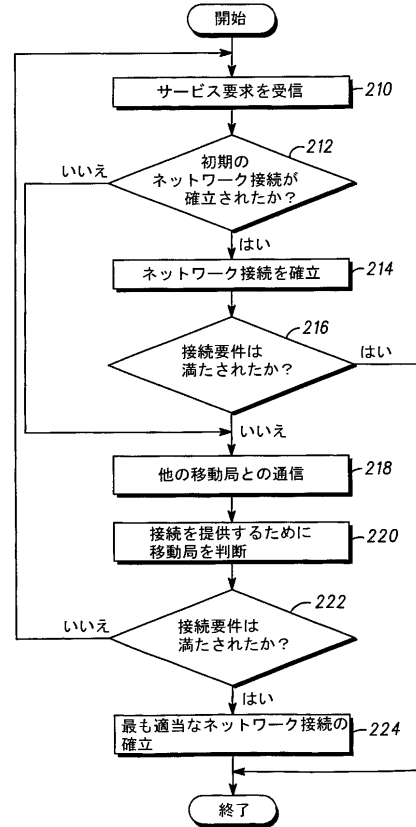 開始
サービス要求を受信
210
212
いいえ
初期の
ネットワーク接続が
確立されたか?
はい
ネットワーク接続を確立
214
216
接続要件は
満たされたか?
はい
いいえ
他の移動局との通信
218
接続を提供するために
移動局を判断
220
222
いいえ
接続要件は
満たされたか?
はい
最も適当なネットワーク接続の
確立
224
終了